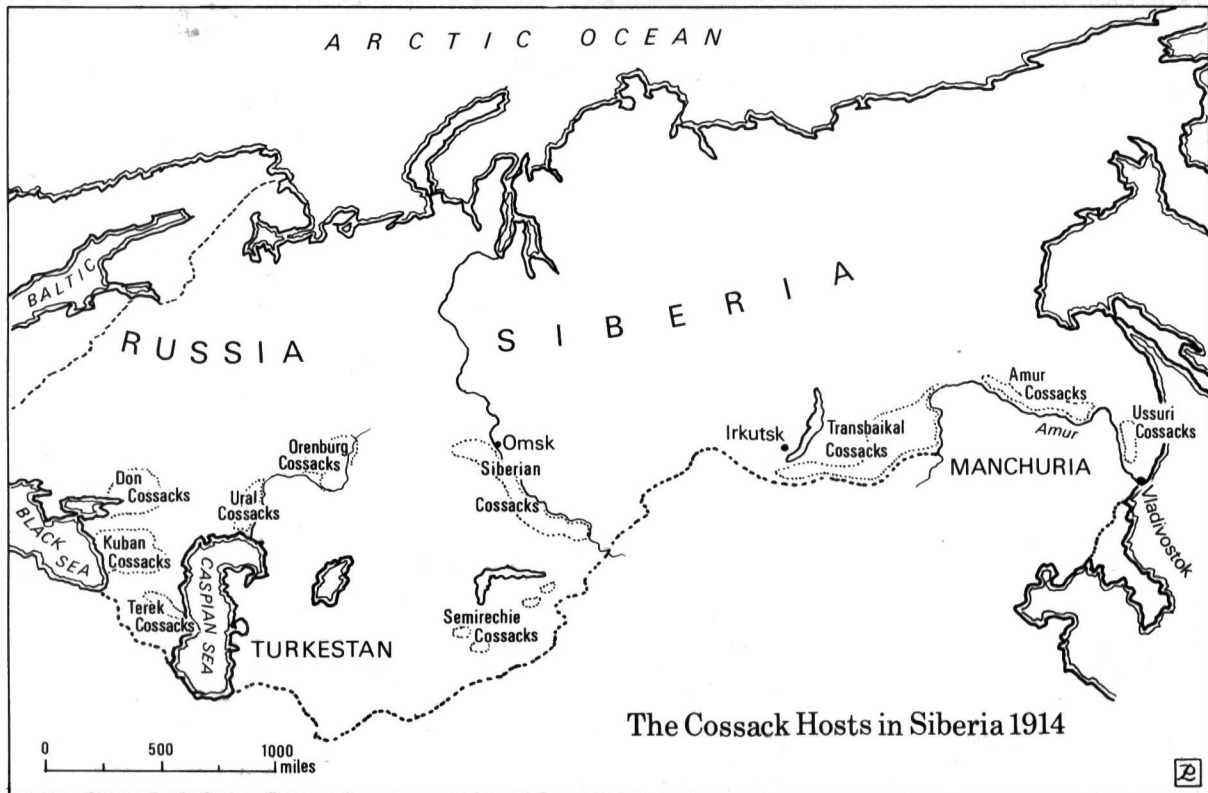 ARCTIC OCEAN
BALTIC
RUSSIA
SIBERIA
Amur
Cossacks
Ussuri
Cossacks
Amur
Irkutsk
Transbaikal
Cossacks
MANCHURIA
Vladivostok
Omsk
Siberian
Cossacks
Orenburg
Cossacks
Don
Cossacks
Ural
Cossacks
BLACK
SEA
Kuban
Cossacks
Terek
Cossacks
CASPIAN SEA
TURKESTAN
Semirechie
Cossacks
The Cossack Hosts in Siberia 1914
0 500 1000
miles